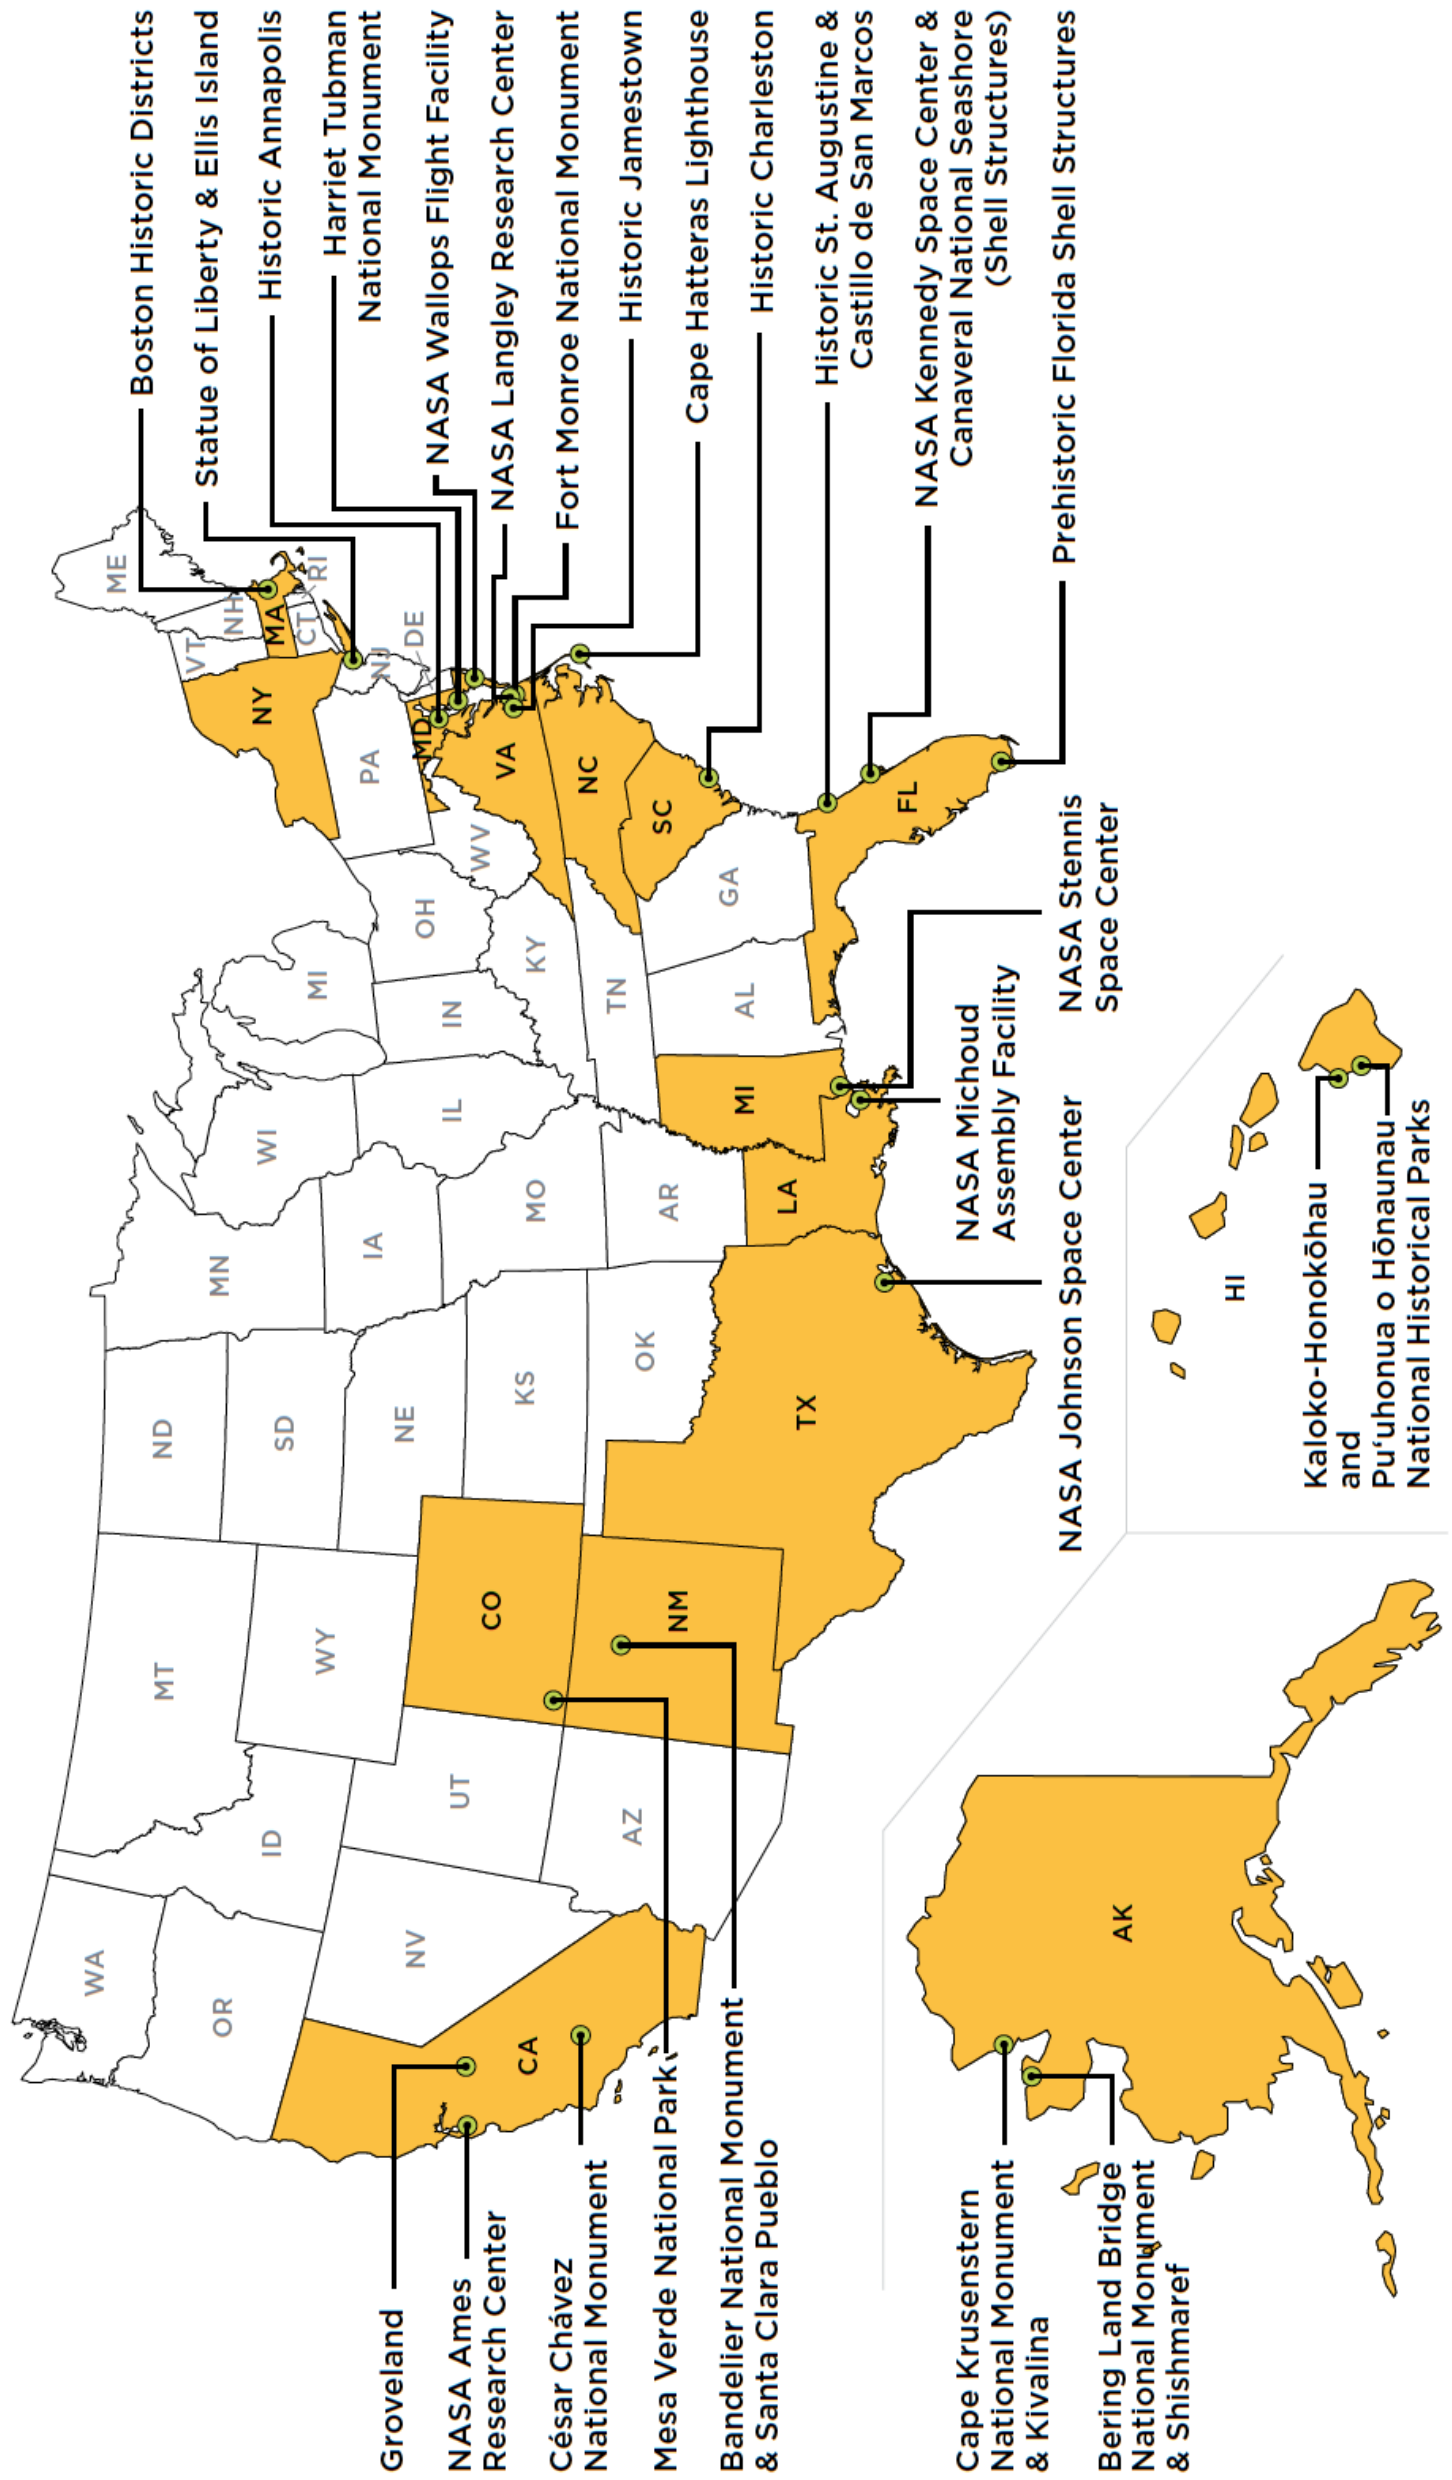 Boston Historic Districts
Statue of Liberty & Ellis Island
Historic Annapolis
Harriet Tubman
National Monument
NASA Wallops Flight Facility
NASA Langley Research Center
Fort Monroe National Monument
Historic Jamestown
Cape Hatteras Lighthouse
Historic Charleston
Historic St. Augustine &
Castillo de San Marcos
NASA Kennedy Space Center &
Canaveral National Seashore
(Shell Structures)
Prehistoric Florida Shell Structures
NASA Stennis
Space Center
NASA Michoud
Assembly Facility
NASA Johnson Space Center
Groveland
NASA Ames
Research Center
César Chávez
National Monument
Mesa Verde National Park
Bandelier National Monument
& Santa Clara Pueblo
Cape Krusenstern
National Monument
& Kivalina
Bering Land Bridge
National Monument
& Shishmaref
Kaloko-Honokōhau
and
Pu‘uhonua o Hōnaunau
National Historical Parks
WA
OR
CA
NV
ID
MT
WY
UT
AZ
CO
NM
ND
SD
NE
KS
OK
TX
MN
IA
MO
AR
LA
WI
IL
MI
IN
OH
KY
TN
MI
AL
GA
FL
SC
NC
VA
WV
MD
DE
PA
NJ
NY
CT
RI
MA
VT
NH
ME
AK
HI